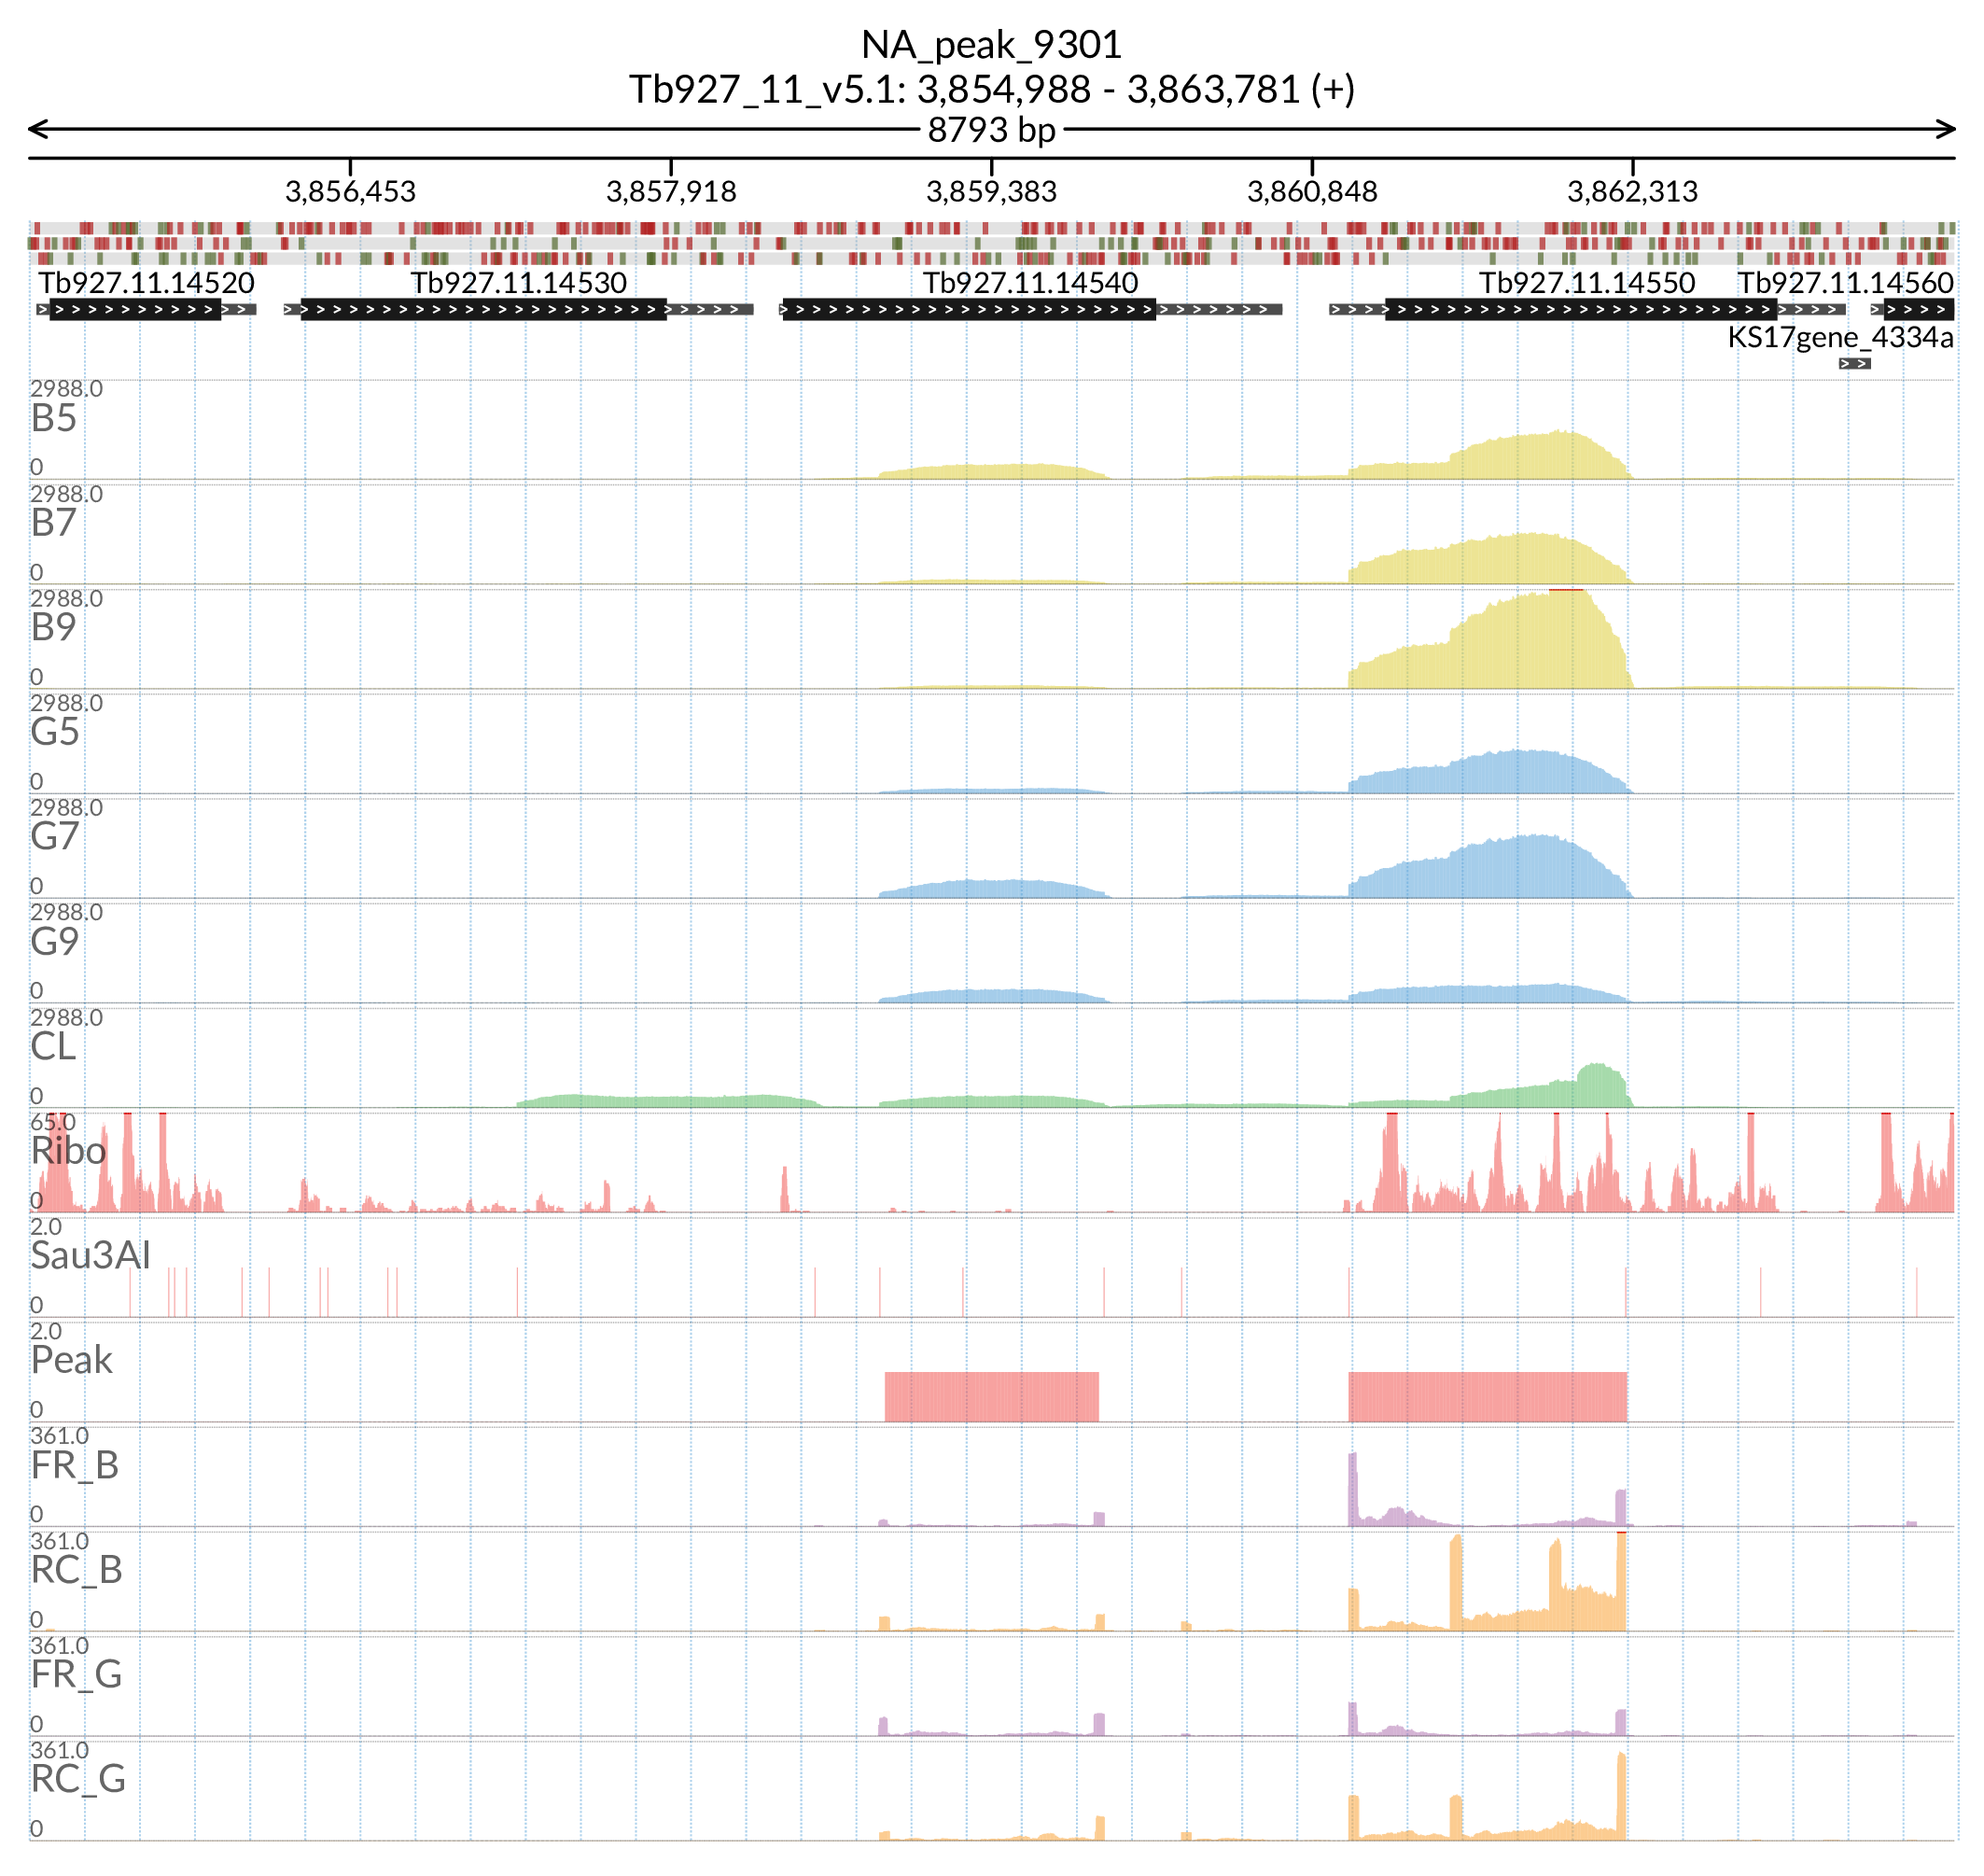 NA_peak_9301
Tb927_11_v5.1: 3,854,988 - 3,863,781 (+)
8793 bp
3,856,453 3,857,918 3,859,383 3,860,848 3,862,313
Tb927.11.14520 Tb927.11.14530 Tb927.11.14540 Tb927.11.14550 Tb927.11.14560
KS17gene_4334a
2988.0
B5
0
2988.0
B7
0
2988.0
B9
0
2988.0
G5
0
2988.0
G7
0
2988.0
G9
0
2988.0
CL
0
65.0
Ribo
0
2.0
Sau3AI
0
2.0
Peak
0
361.0
FR_B
0
361.0
RC_B
0
361.0
FR_G
0
361.0
RC_G
0